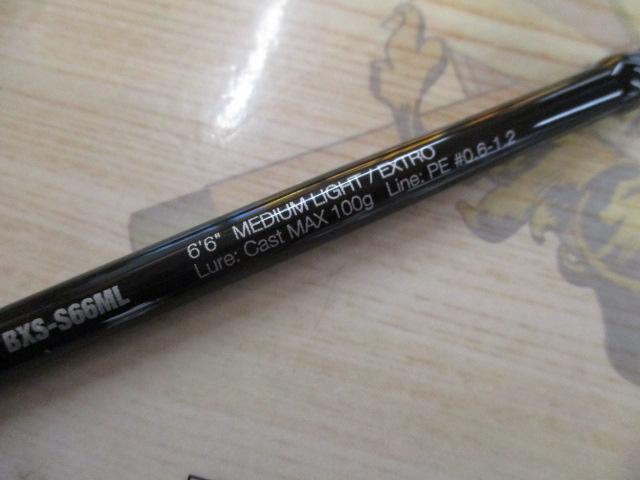 BXS-S66ML
6'6" MEDIUM LIGHT / EXTRO
Lure: Cast MAX 100g Line: PE #0.6-1.2